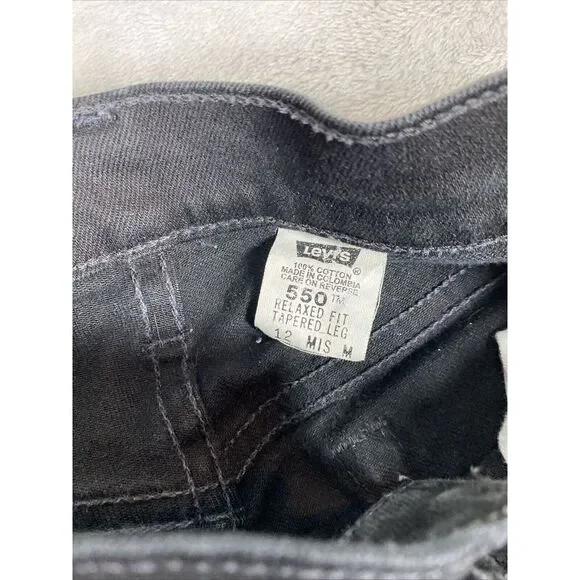 Levi's ®
100% COTTON
MADE IN COLOMBIA
CARE ON REVERSE
550™
RELAXED FIT
TAPERED LEG
12 MIS M